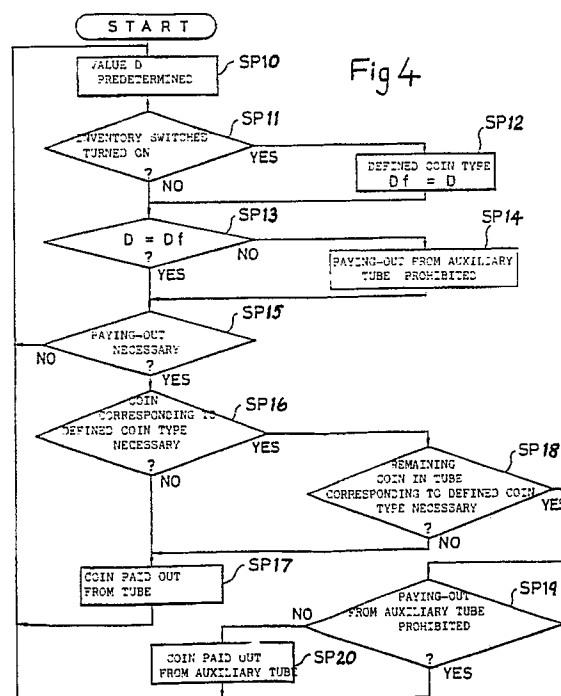 START
VALUE D
PREDETERMINED
SP10
Fig 4
INVENTORY SWITCHES
TURNED ON
?
SP11
YES
NO
SP12
DEFINED COIN TYPE
Df = D
SP13
D = Df
?
NO
YES
SP14
PAYING-OUT FROM AUXILIARY
TUBE PROHIBITED
SP15
PAYING-OUT
NECESSARY
?
NO
YES
SP16
COIN
CORRESPONDING TO
DEFINED COIN TYPE
NECESSARY
?
YES
NO
SP18
REMAINING
COIN IN TUBE
CORRESPONDING TO DEFINED COIN
TYPE NECESSARY
?
YES
NO
SP17
COIN PAID OUT
FROM TUBE
SP19
PAYING-OUT
FROM AUXILIARY TUBE
PROHIBITED
?
NO
YES
SP20
COIN PAID OUT
FROM AUXILIARY TUBE